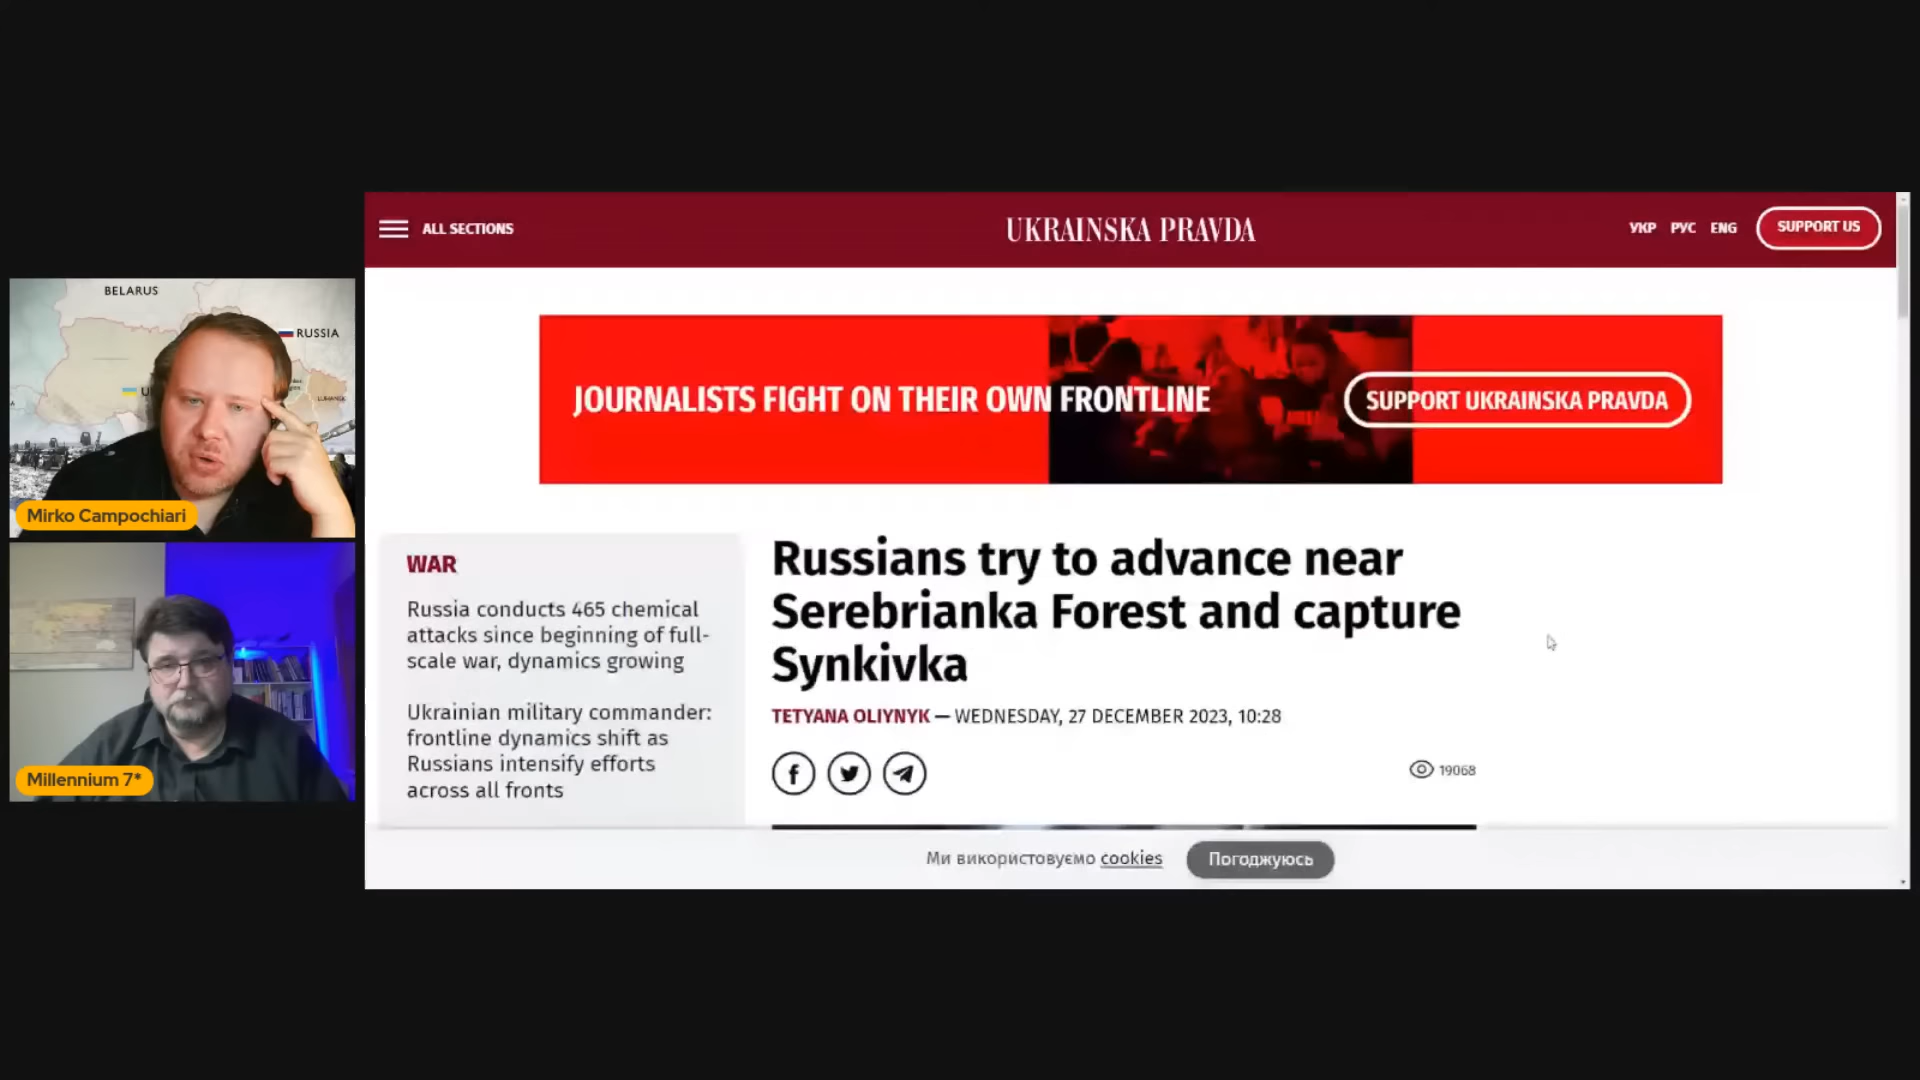 BELARUS
RUSSIA
LUHANSK
Mirko Campochiari
Millennium 7*
ALL SECTIONS
UKRAINSKA PRAVDA
УКР РУС ENG
SUPPORT US
JOURNALISTS FIGHT ON THEIR OWN FRONTLINE
SUPPORT UKRAINSKA PRAVDA
WAR
Russia conducts 465 chemical
attacks since beginning of full-
scale war, dynamics growing
Ukrainian military commander:
frontline dynamics shift as
Russians intensify efforts
across all fronts
Russians try to advance near
Serebrianka Forest and capture
Synkivka
TETYANA OLIYNYK — WEDNESDAY, 27 DECEMBER 2023, 10:28
19068
Ми використовуємо cookies
Погоджуюсь